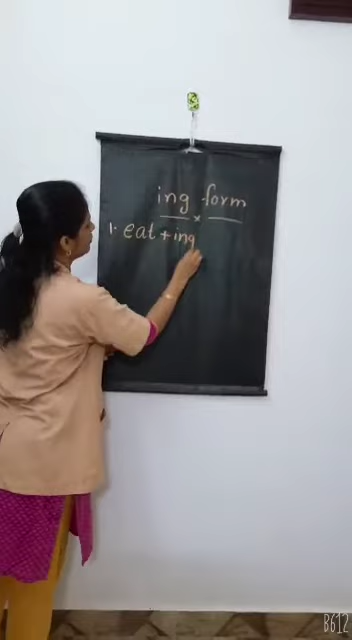 ing form
1. eat + ing
B612